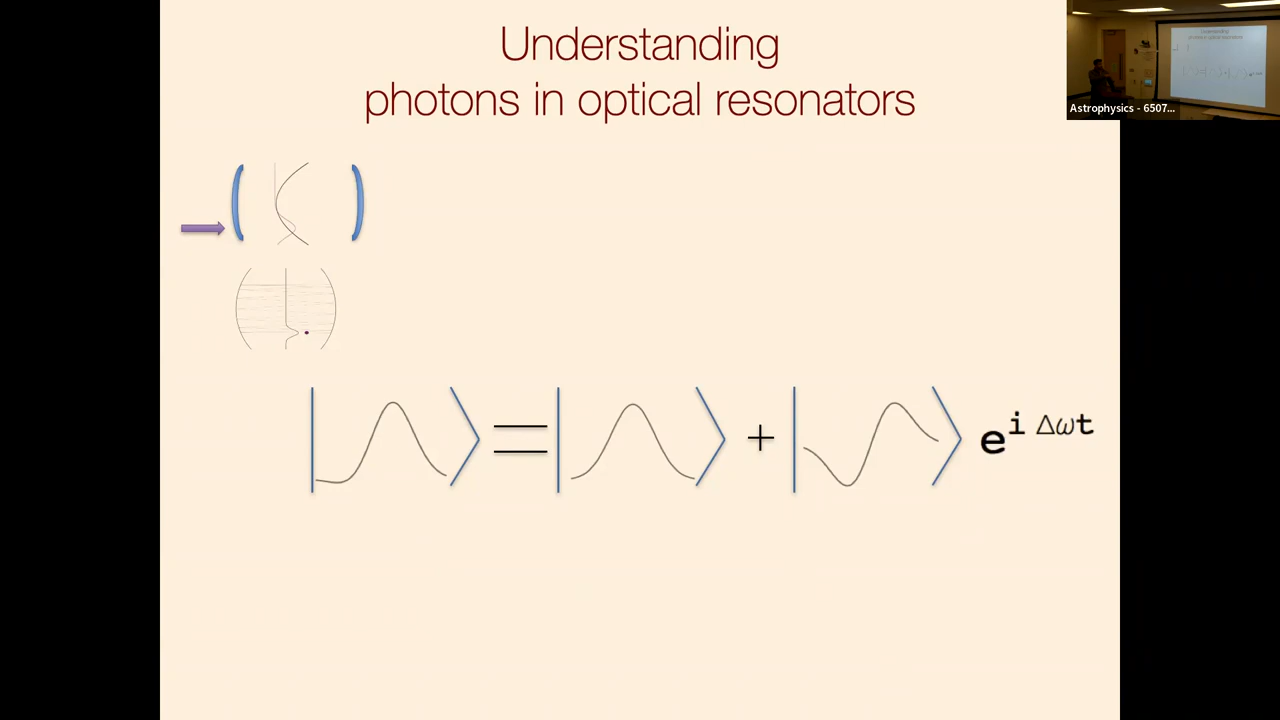 Understanding
photons in optical resonators
Astrophysics - 6507...
= + e^{i Δωt}